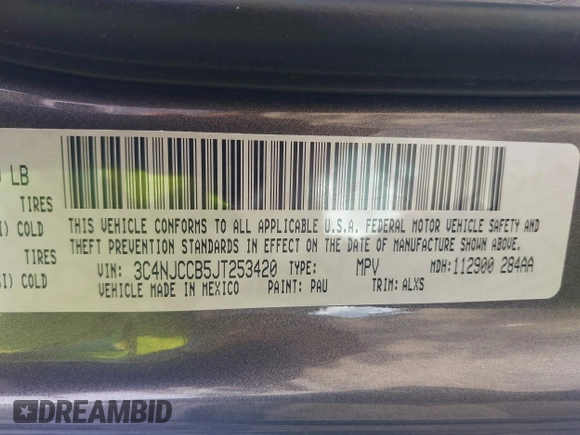 LB
TIRES
COLD
TIRES
COLD
THIS VEHICLE CONFORMS TO ALL APPLICABLE U.S.A. FEDERAL MOTOR VEHICLE SAFETY AND
THEFT PREVENTION STANDARDS IN EFFECT ON THE DATE OF MANUFACTURE SHOWN ABOVE.
VIN: 3C4NJCCB5JT253420 TYPE: MPV MDH:112900 284AA
VEHICLE MADE IN MEXICO PAINT: PAU TRIM: ALXS
DREAMBID